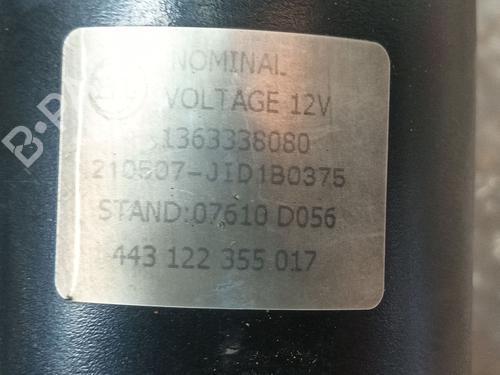 NOMINAL
VOLTAGE 12V
1363338080
210507-JID1B0375
STAND:07610 D056
443 122 355 017